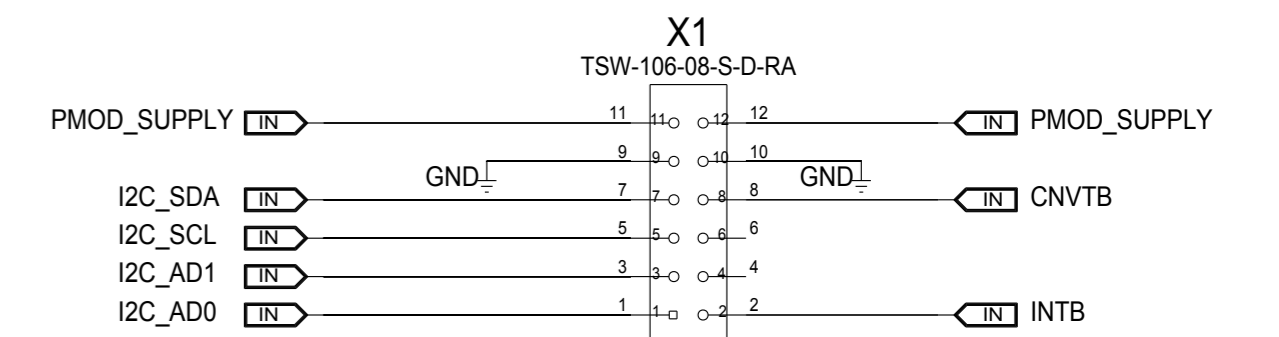 X1
TSW-106-08-S-D-RA
PMOD_SUPPLY IN 11 11 12 12 IN PMOD_SUPPLY
9 9 10 10
GND GND
I2C_SDA IN 7 7 8 8 IN CNVTB
I2C_SCL IN 5 5 6 6
I2C_AD1 IN 3 3 4 4
I2C_AD0 IN 1 1 2 2 IN INTB